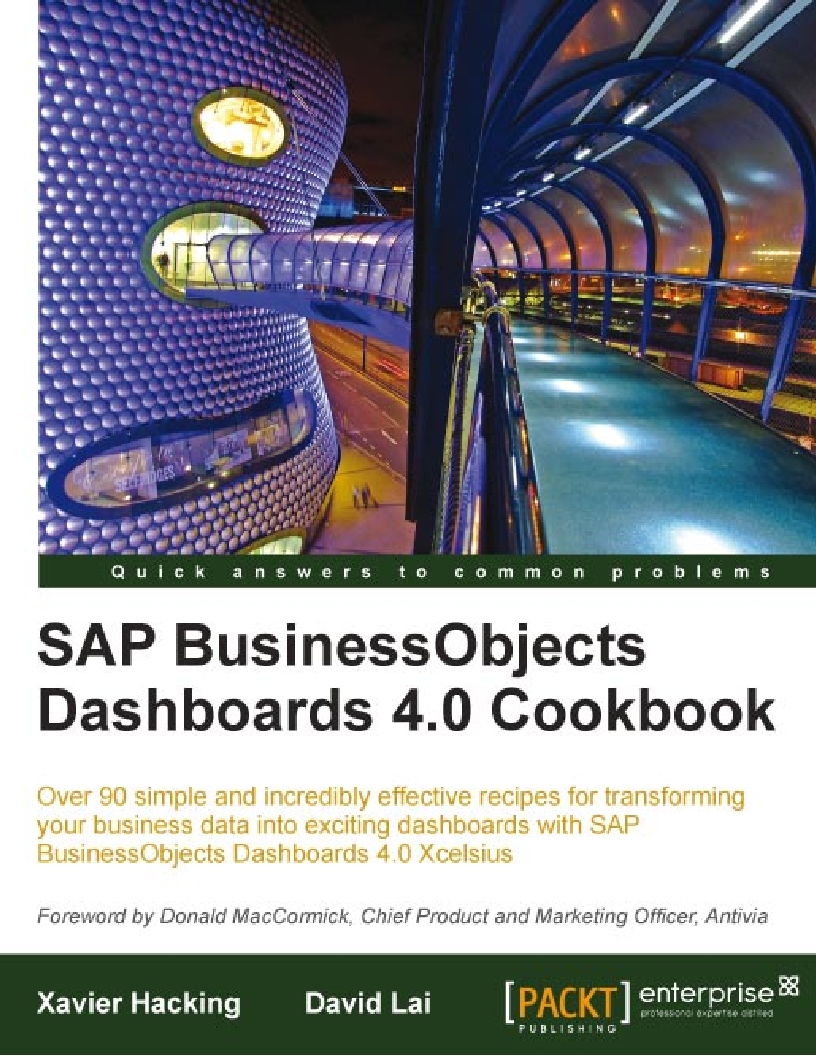 SELFRIDGES
Quick answers to common problems
SAP BusinessObjects
Dashboards 4.0 Cookbook
Over 90 simple and incredibly effective recipes for transforming
your business data into exciting dashboards with SAP
BusinessObjects Dashboards 4.0 Xcelsius
Foreword by Donald MacCormick, Chief Product and Marketing Officer, Antivia
Xavier Hacking David Lai
[PACKT] enterprise
PUBLISHING professional expertise distilled